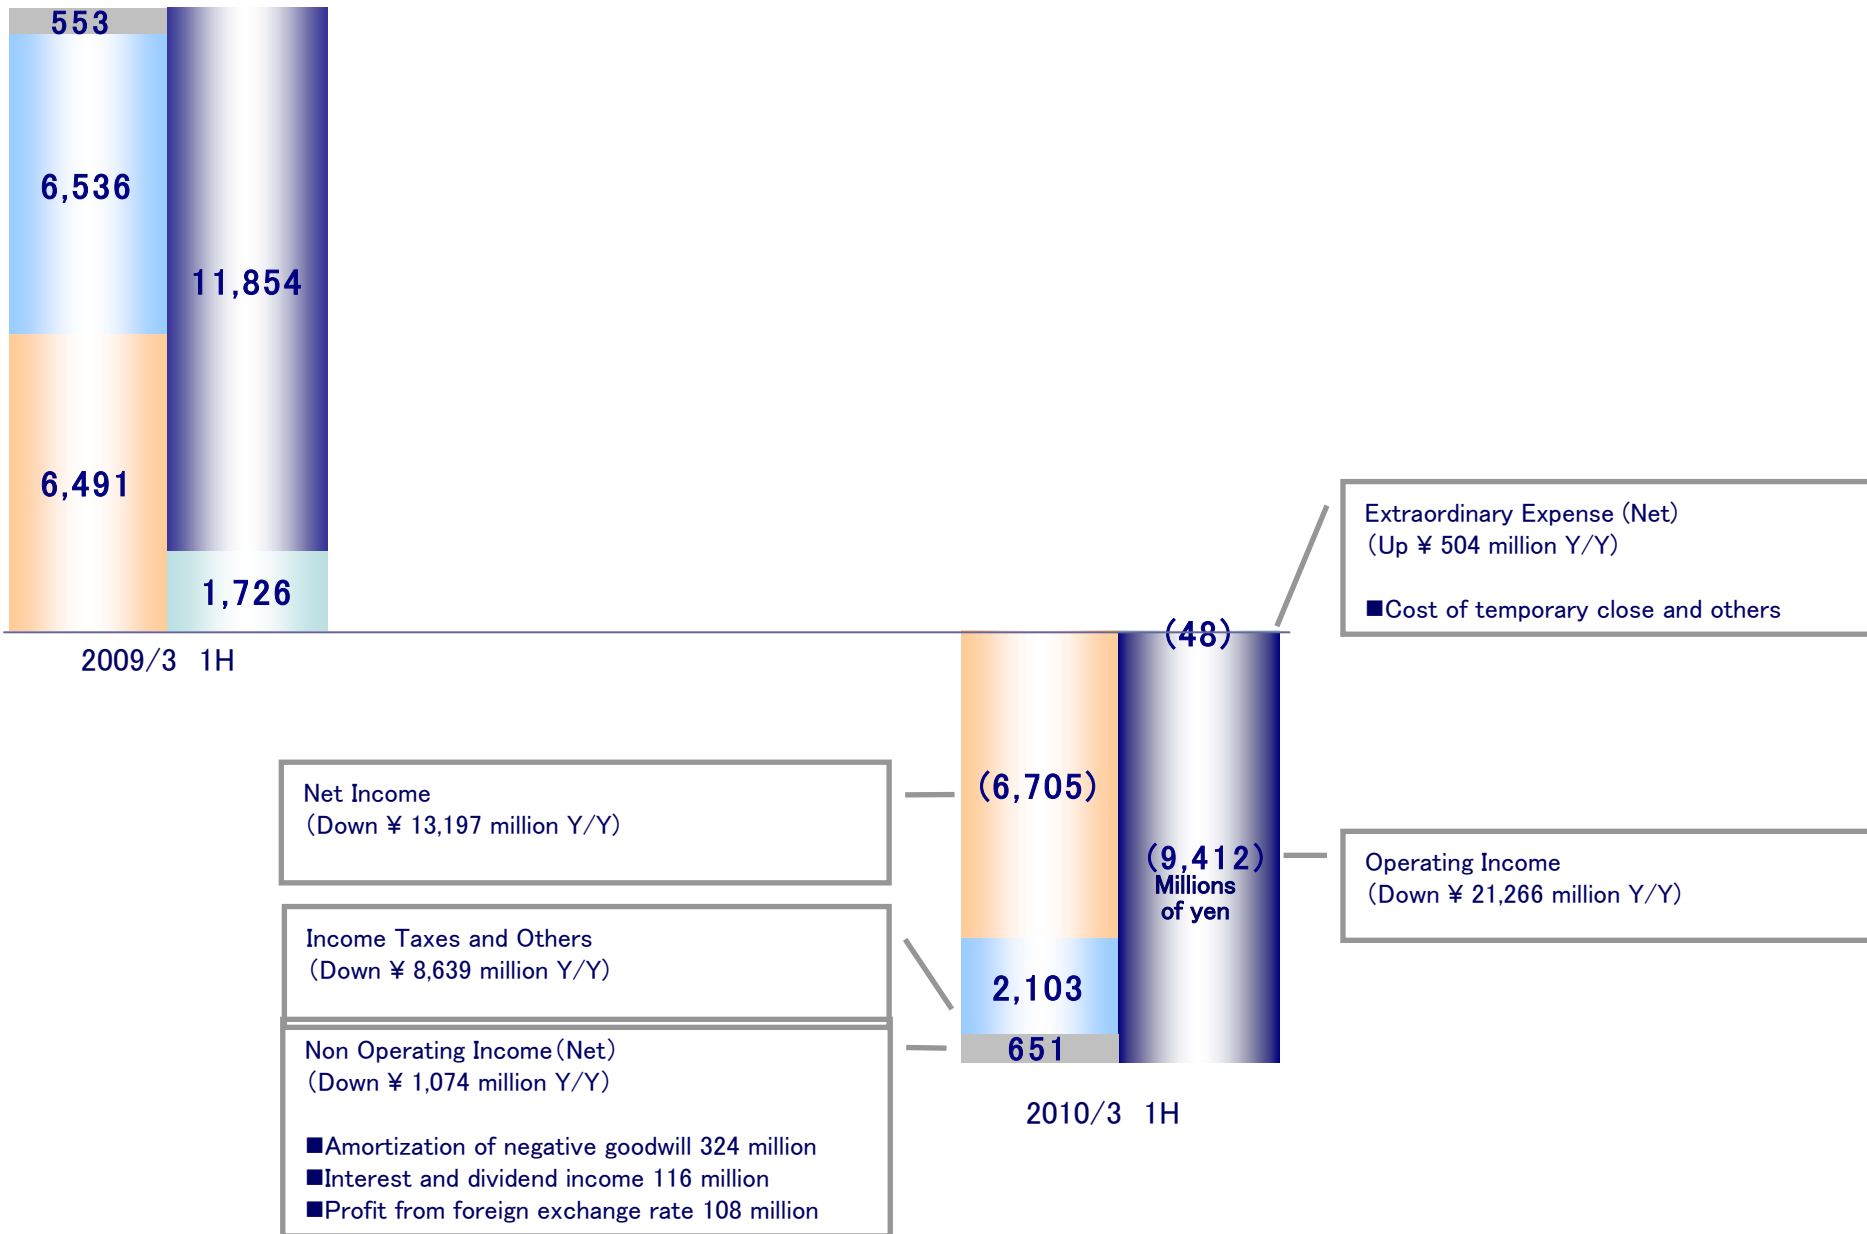 553
6,536
11,854
6,491
1,726
2009/3 1H
Extraordinary Expense (Net)
(Up ¥ 504 million Y/Y)
■Cost of temporary close and others
(48)
Net Income
(Down ¥ 13,197 million Y/Y)
(6,705)
(9,412)
Millions
of yen
Operating Income
(Down ¥ 21,266 million Y/Y)
Income Taxes and Others
(Down ¥ 8,639 million Y/Y)
2,103
651
Non Operating Income(Net)
(Down ¥ 1,074 million Y/Y)
■Amortization of negative goodwill 324 million
■Interest and dividend income 116 million
■Profit from foreign exchange rate 108 million
2010/3 1H